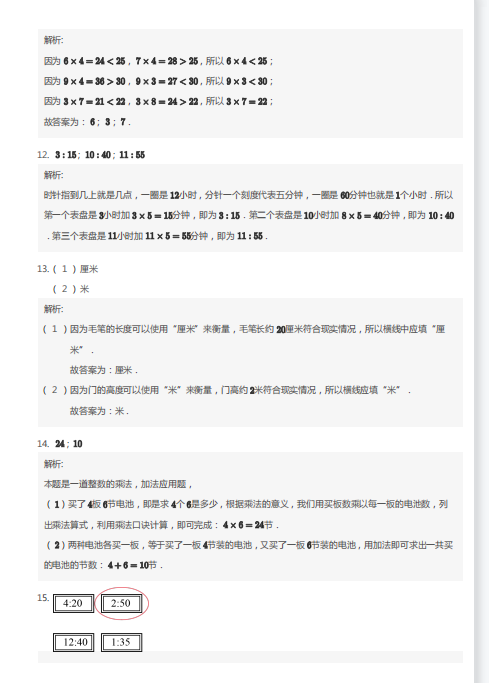 解析:
因为 6 × 4 = 24 < 25，7 × 4 = 28 > 25，所以 6 × 4 < 25；
因为 9 × 4 = 36 > 30，9 × 3 = 27 < 30，所以 9 × 3 < 30；
因为 3 × 7 = 21 < 22，3 × 8 = 24 > 22，所以 3 × 7 = 22；
故答案为：6；3；7．
12. 3 : 15；10 : 40；11 : 55
解析:
时针指到几上就是几点，一圈是12小时，分针一个刻度代表五分钟，一圈是60分钟也就是1个小时．所以
第一个表盘是3小时加3 × 5 = 15分钟，即为3 : 15．第二个表盘是10小时加8 × 5 = 40分钟，即为10 : 40
．第三个表盘是11小时加11 × 5 = 55分钟，即为11 : 55．
13.（ 1 ）厘米
（ 2 ）米
解析:
（ 1 ）因为毛笔的长度可以使用“厘米”来衡量，毛笔长约20厘米符合现实情况，所以横线中应填“厘
米”．
故答案为：厘米．
（ 2 ）因为门的高度可以使用“米”来衡量，门高约2米符合现实情况，所以横线应填“米”．
故答案为：米．
14. 24；10
解析:
本题是一道整数的乘法，加法应用题，
（ 1 ）买了4板6节电池，即是求4个6是多少，根据乘法的意义，我们用买板数乘以每一板的电池数，列
出乘法算式，利用乘法口诀计算，即可完成：4 × 6 = 24节．
（ 2 ）两种电池各买一板，等于买了一板4节装的电池，又买了一板6节装的电池，用加法即可求出一共买
的电池的节数：4 + 6 = 10节．
15. 4:20 2:50
12:40 1:35